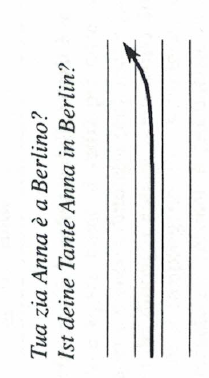 Tua zia Anna è a Berlino?
Ist deine Tante Anna in Berlin?